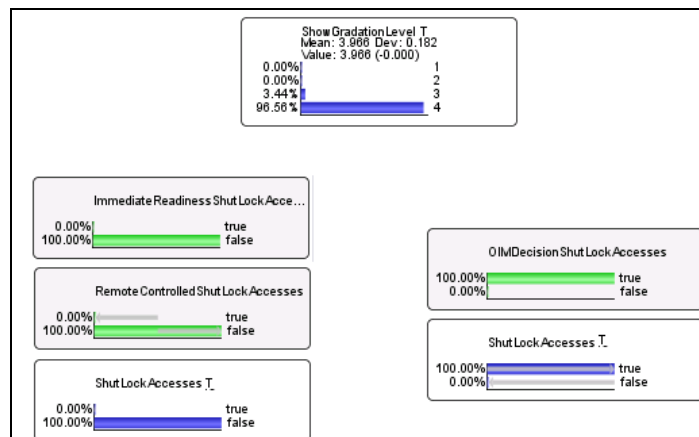 Show Gradation Level T
Mean: 3.966 Dev: 0.182
Value: 3.966 (-0.000)
0.00% 1
0.00% 2
3.44% 3
96.56% 4
Immediate Readiness Shut Lock Acce...
0.00% true
100.00% false
Remote Controlled Shut Lock Accesses
0.00% true
100.00% false
Shut Lock Accesses T
0.00% true
100.00% false
OIMDecision Shut Lock Accesses
100.00% true
0.00% false
Shut Lock Accesses T
100.00% true
0.00% false